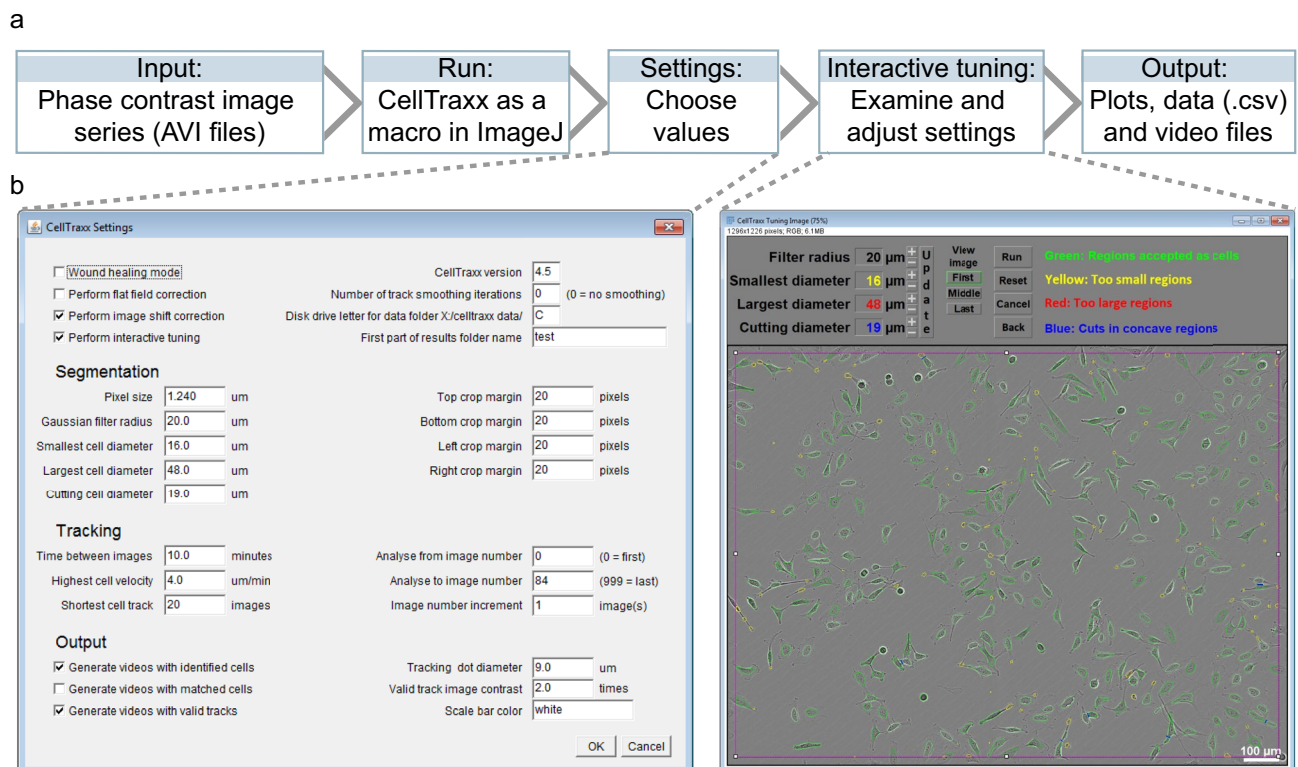 a
Input:
Phase contrast image
series (AVI files)
Run:
CellTraxx as a
macro in ImageJ
Settings:
Choose
values
Interactive tuning:
Examine and
adjust settings
Output:
Plots, data (.csv)
and video files
b
CellTraxx Settings
Wound healing mode
CellTraxx version 4.5
Perform flat field correction
Number of track smoothing iterations 0 (0 = no smoothing)
Perform image shift correction
Disk drive letter for data folder X:/celltraxx data/ C
Perform interactive tuning
First part of results folder name test
Segmentation
Pixel size 1.240 um
Top crop margin 20 pixels
Gaussian filter radius 20.0 um
Bottom crop margin 20 pixels
Smallest cell diameter 16.0 um
Left crop margin 20 pixels
Largest cell diameter 48.0 um
Right crop margin 20 pixels
Cutting cell diameter 19.0 um
Tracking
Time between images 10.0 minutes
Analyse from image number 0 (0 = first)
Highest cell velocity 4.0 um/min
Analyse to image number 84 (999 = last)
Shortest cell track 20 images
Image number increment 1 image(s)
Output
Generate videos with identified cells
Tracking dot diameter 9.0 um
Generate videos with matched cells
Valid track image contrast 2.0 times
Generate videos with valid tracks
Scale bar color white
OK Cancel
CellTraxx Tuning Image (75%)
1296x1226 pixels; RGB; 6.1MB
Filter radius 20 µm + −
Smallest diameter 16 µm + −
Largest diameter 48 µm + −
Cutting diameter 19 µm + −
Update
View
image
First
Middle
Last
Run
Reset
Cancel
Back
Green: Regions accepted as cells
Yellow: Too small regions
Red: Too large regions
Blue: Cuts in concave regions
100 µm